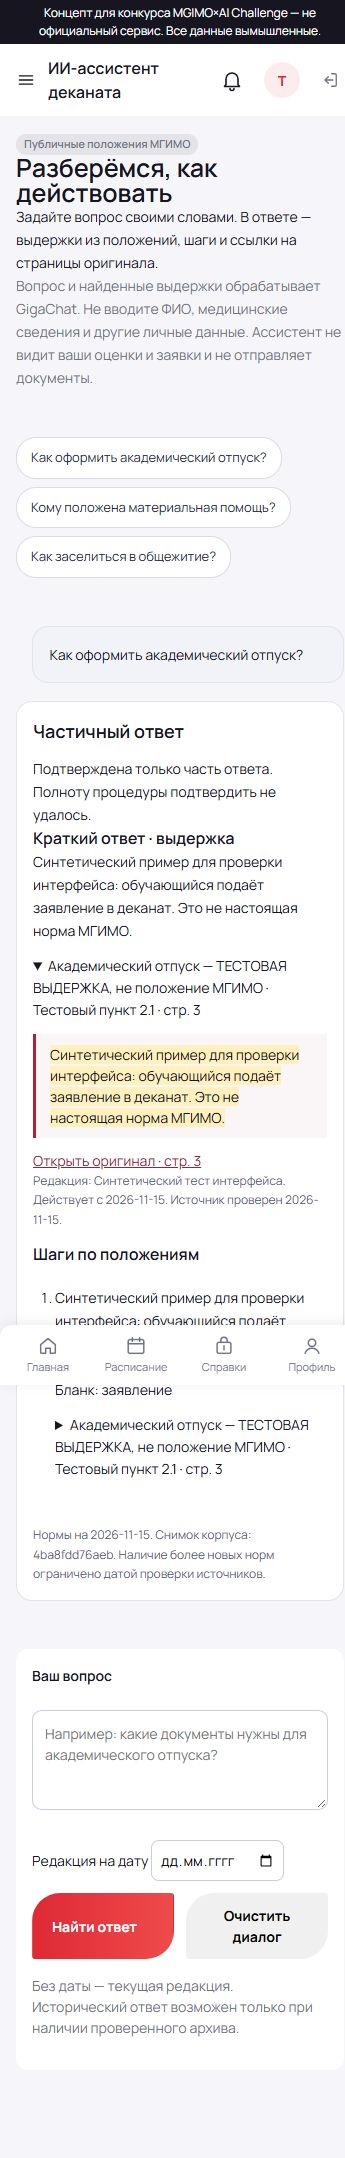 Концепт для конкурса MGIMO×AI Challenge — не
официальный сервис. Все данные вымышленные.
ИИ-ассистент
деканата
Т
Публичные положения МГИМО
Разберёмся, как
действовать
Задайте вопрос своими словами. В ответе —
выдержки из положений, шаги и ссылки на
страницы оригинала.
Вопрос и найденные выдержки обрабатывает
GigaChat. Не вводите ФИО, медицинские
сведения и другие личные данные. Ассистент не
видит ваши оценки и заявки и не отправляет
документы.
Как оформить академический отпуск?
Кому положена материальная помощь?
Как заселиться в общежитие?
Как оформить академический отпуск?
Частичный ответ
Подтверждена только часть ответа.
Полноту процедуры подтвердить не
удалось.
Краткий ответ · выдержка
Синтетический пример для проверки
интерфейса: обучающийся подаёт
заявление в деканат. Это не настоящая
норма МГИМО.
▼ Академический отпуск — ТЕСТОВАЯ
ВЫДЕРЖКА, не положение МГИМО ·
Тестовый пункт 2.1 · стр. 3
Синтетический пример для проверки
интерфейса: обучающийся подаёт
заявление в деканат. Это не
настоящая норма МГИМО.
Открыть оригинал · стр. 3
Редакция: Синтетический тест интерфейса.
Действует с 2026-11-15. Источник проверен 2026-
11-15.
Шаги по положениям
1. Синтетический пример для проверки
интерфейса: обучающийся подаёт
Главная Расписание Справки Профиль
Бланк: заявление
▶ Академический отпуск — ТЕСТОВАЯ
ВЫДЕРЖКА, не положение МГИМО ·
Тестовый пункт 2.1 · стр. 3
Нормы на 2026-11-15. Снимок корпуса:
4ba8fdd76aeb. Наличие более новых норм
ограничено датой проверки источников.
Ваш вопрос
Например: какие документы нужны для
академического отпуска?
Редакция на дату дд.мм.гггг
Найти ответ
Очистить
диалог
Без даты — текущая редакция.
Исторический ответ возможен только при
наличии проверенного архива.